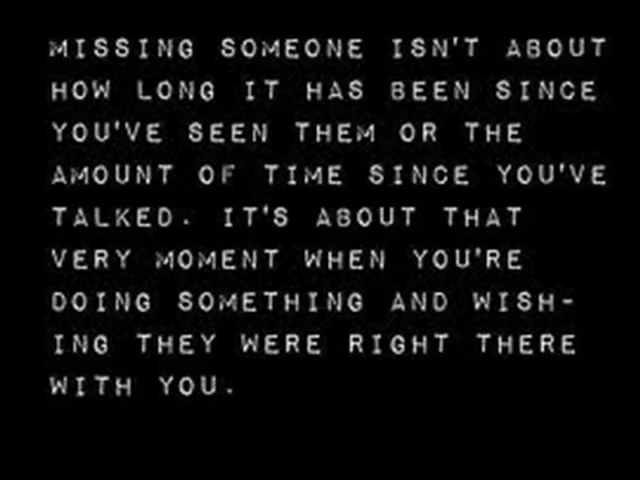 MISSING SOMEONE ISN'T ABOUT
HOW LONG IT HAS BEEN SINCE
YOU'VE SEEN THEM OR THE
AMOUNT OF TIME SINCE YOU'VE
TALKED. IT'S ABOUT THAT
VERY MOMENT WHEN YOU'RE
DOING SOMETHING AND WISH-
ING THEY WERE RIGHT THERE
WITH YOU.